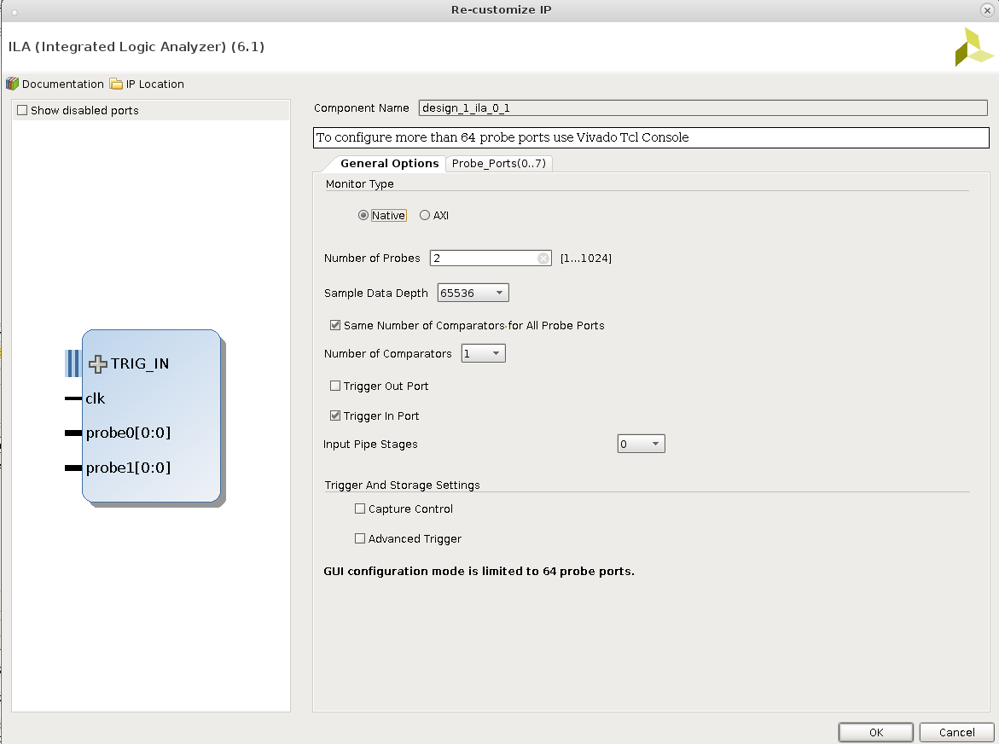 Re-customize IP
ILA (Integrated Logic Analyzer) (6.1)
Documentation IP Location
Show disabled ports
TRIG_IN
clk
probe0[0:0]
probe1[0:0]
Component Name design_1_ila_0_1
To configure more than 64 probe ports use Vivado Tcl Console
General Options Probe_Ports(0..7)
Monitor Type
Native AXI
Number of Probes 2 [1...1024]
Sample Data Depth 65536
Same Number of Comparators for All Probe Ports
Number of Comparators 1
Trigger Out Port
Trigger In Port
Input Pipe Stages 0
Trigger And Storage Settings
Capture Control
Advanced Trigger
GUI configuration mode is limited to 64 probe ports.
OK Cancel